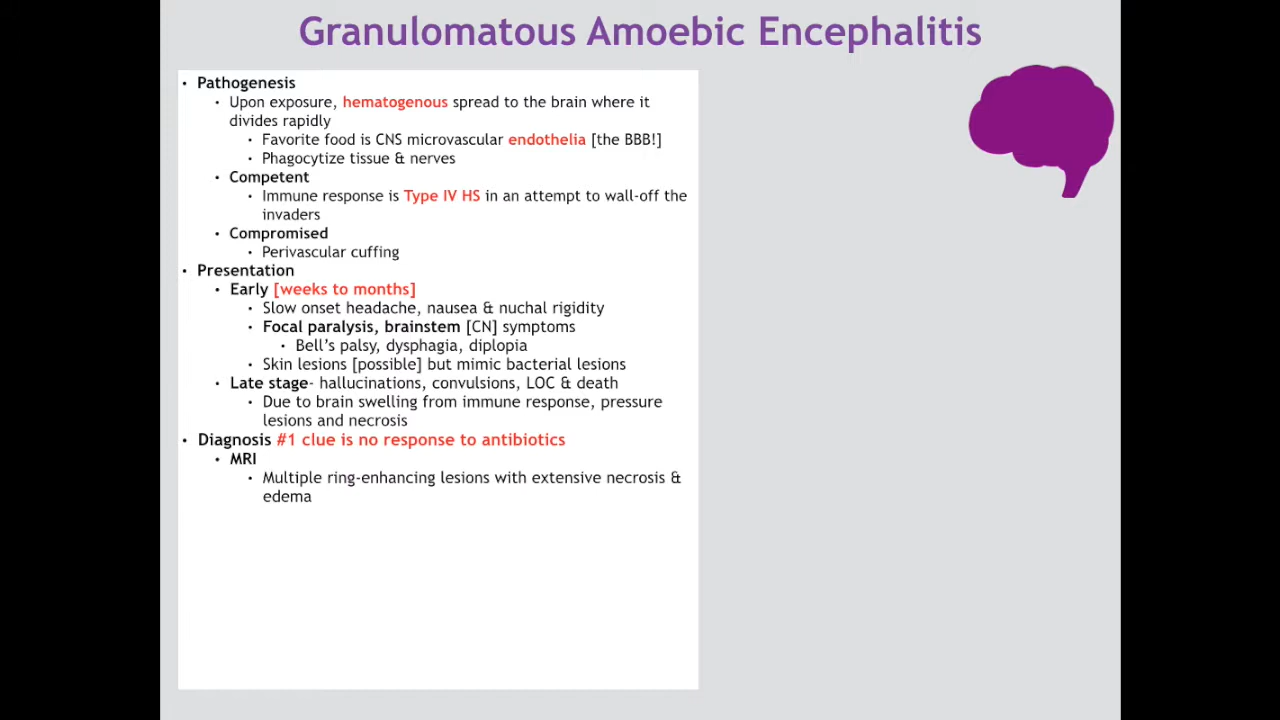 Granulomatous Amoebic Encephalitis
• Pathogenesis
• Upon exposure, hematogenous spread to the brain where it
divides rapidly
• Favorite food is CNS microvascular endothelia [the BBB!]
• Phagocytize tissue & nerves
• Competent
• Immune response is Type IV HS in an attempt to wall-off the
invaders
• Compromised
• Perivascular cuffing
• Presentation
• Early [weeks to months]
• Slow onset headache, nausea & nuchal rigidity
• Focal paralysis, brainstem [CN] symptoms
• Bell’s palsy, dysphagia, diplopia
• Skin lesions [possible] but mimic bacterial lesions
• Late stage- hallucinations, convulsions, LOC & death
• Due to brain swelling from immune response, pressure
lesions and necrosis
• Diagnosis #1 clue is no response to antibiotics
• MRI
• Multiple ring-enhancing lesions with extensive necrosis &
edema